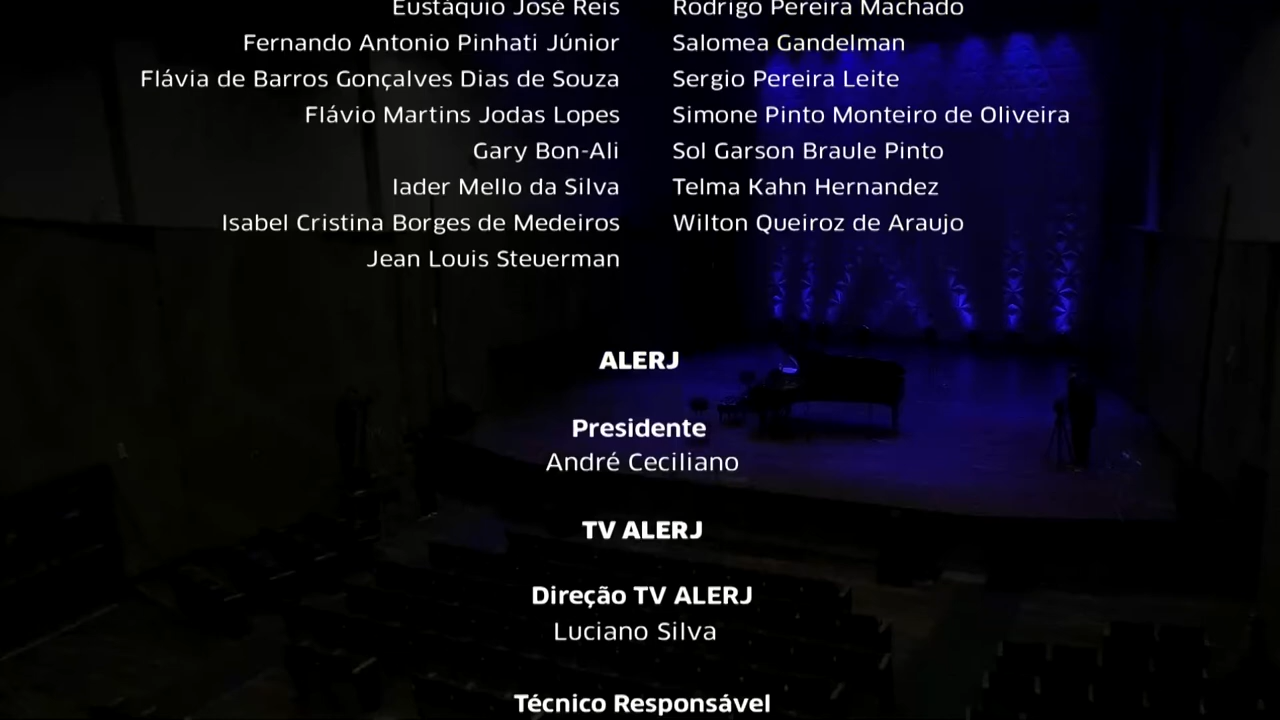 Eustáquio José Reis
Fernando Antonio Pinhati Júnior
Flávia de Barros Gonçalves Dias de Souza
Flávio Martins Jodas Lopes
Gary Bon-Ali
Iader Mello da Silva
Isabel Cristina Borges de Medeiros
Jean Louis Steuerman
Rodrigo Pereira Machado
Salomea Gandelman
Sergio Pereira Leite
Simone Pinto Monteiro de Oliveira
Sol Garson Braule Pinto
Telma Kahn Hernandez
Wilton Queiroz de Araujo
ALERJ
Presidente
André Ceciliano
TV ALERJ
Direção TV ALERJ
Luciano Silva
Técnico Responsável